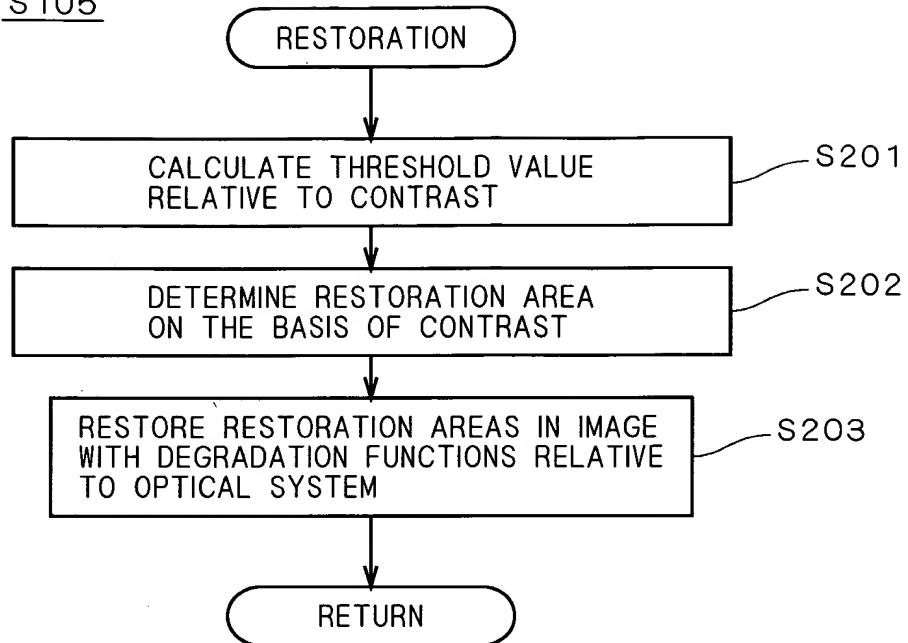 S105
RESTORATION
CALCULATE THRESHOLD VALUE
RELATIVE TO CONTRAST
S201
DETERMINE RESTORATION AREA
ON THE BASIS OF CONTRAST
S202
RESTORE RESTORATION AREAS IN IMAGE
WITH DEGRADATION FUNCTIONS RELATIVE
TO OPTICAL SYSTEM
S203
RETURN